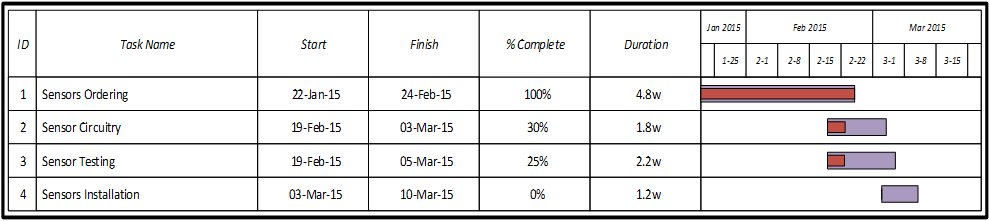 ID Task Name Start Finish % Complete Duration Jan 2015 Feb 2015 Mar 2015
1-25 2-1 2-8 2-15 2-22 3-1 3-8 3-15
1 Sensors Ordering 22-Jan-15 24-Feb-15 100% 4.8w
2 Sensor Circuitry 19-Feb-15 03-Mar-15 30% 1.8w
3 Sensor Testing 19-Feb-15 05-Mar-15 25% 2.2w
4 Sensors Installation 03-Mar-15 10-Mar-15 0% 1.2w